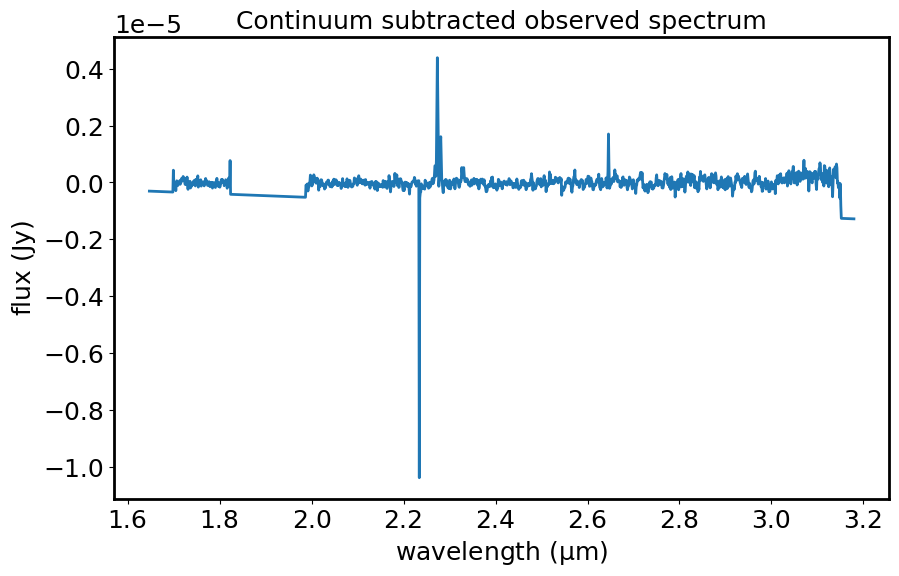 Continuum subtracted observed spectrum
1e−5
0.4
0.2
0.0
−0.2
−0.4
−0.6
−0.8
−1.0
flux (Jy)
1.6 1.8 2.0 2.2 2.4 2.6 2.8 3.0 3.2
wavelength (μm)